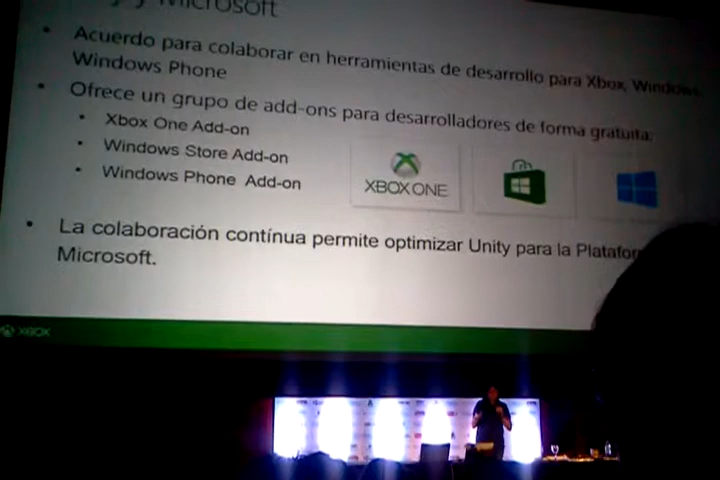 y Microsoft
• Acuerdo para colaborar en herramientas de desarrollo para Xbox, Windows,
Windows Phone
• Ofrece un grupo de add-ons para desarrolladores de forma gratuita:
• Xbox One Add-on
• Windows Store Add-on
• Windows Phone Add-on
XBOX ONE
• La colaboración contínua permite optimizar Unity para la Platafor
Microsoft.
XBOX